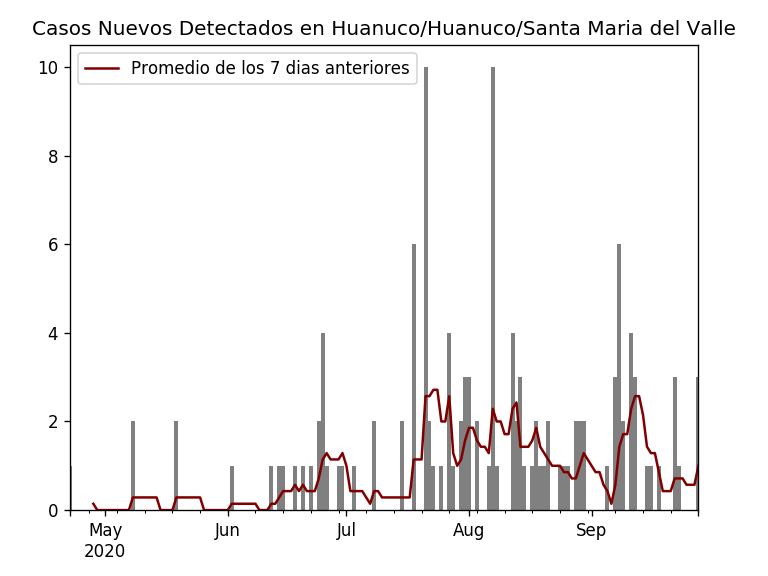 Casos Nuevos Detectados en Huanuco/Huanuco/Santa Maria del Valle
Promedio de los 7 dias anteriores
10
8
6
4
2
0
May Jun Jul Aug Sep
2020